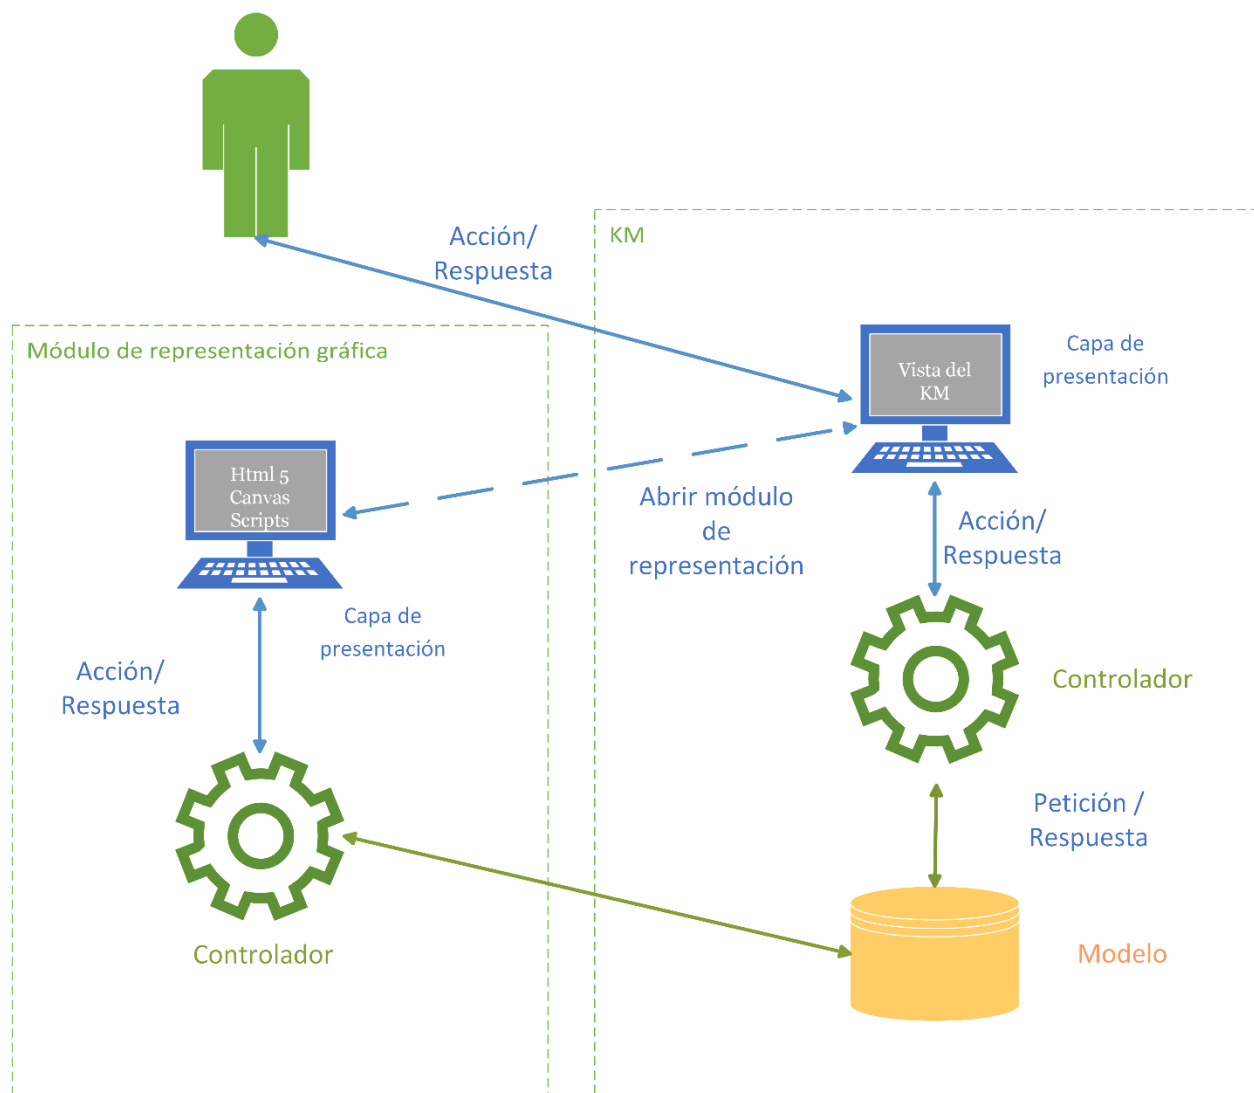 Acción/
Respuesta
KM
Módulo de representación gráfica
Vista del
KM
Capa de
presentación
Html 5
Canvas
Scripts
Abrir módulo
de
representación
Acción/
Respuesta
Capa de
presentación
Acción/
Respuesta
Controlador
Petición /
Respuesta
Controlador
Modelo